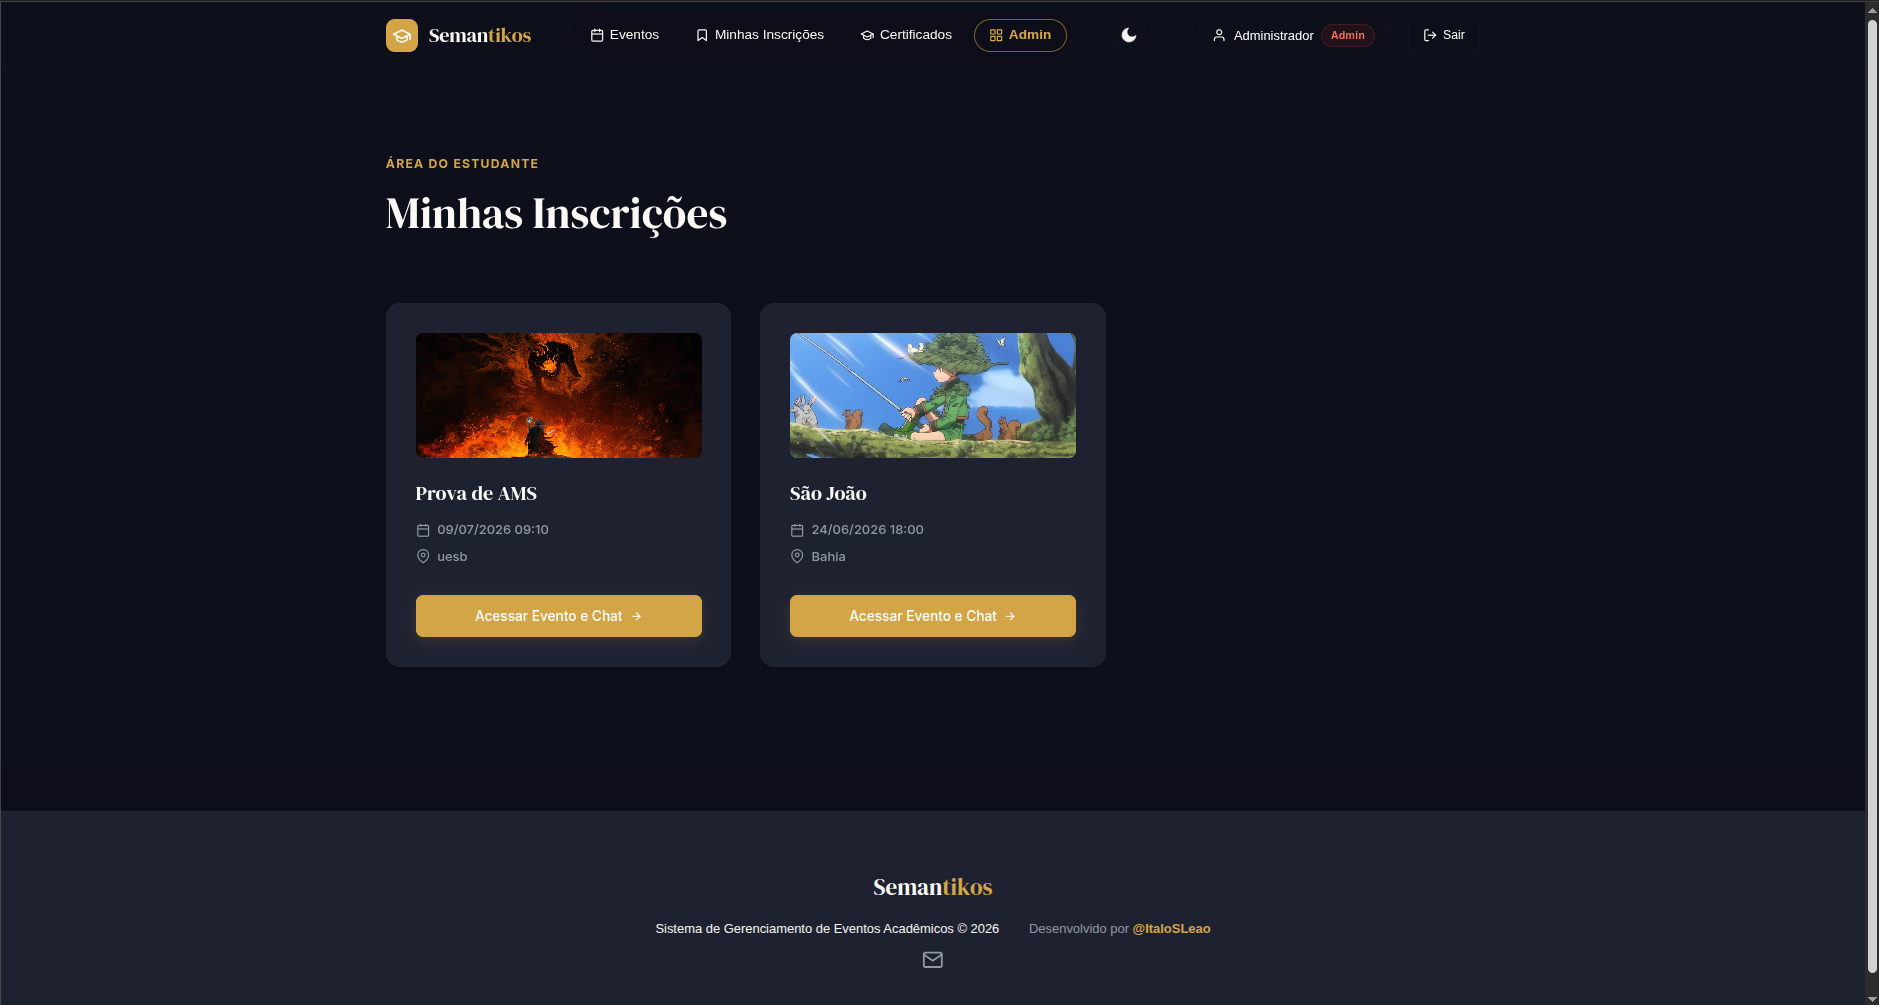 Semantikos
Eventos
Minhas Inscrições
Certificados
Admin
Administrador
Admin
Sair
ÁREA DO ESTUDANTE
Minhas Inscrições
Prova de AMS
09/07/2026 09:10
uesb
Acessar Evento e Chat →
São João
24/06/2026 18:00
Bahia
Acessar Evento e Chat →
Semantikos
Sistema de Gerenciamento de Eventos Acadêmicos © 2026
Desenvolvido por @ItaloSLeao